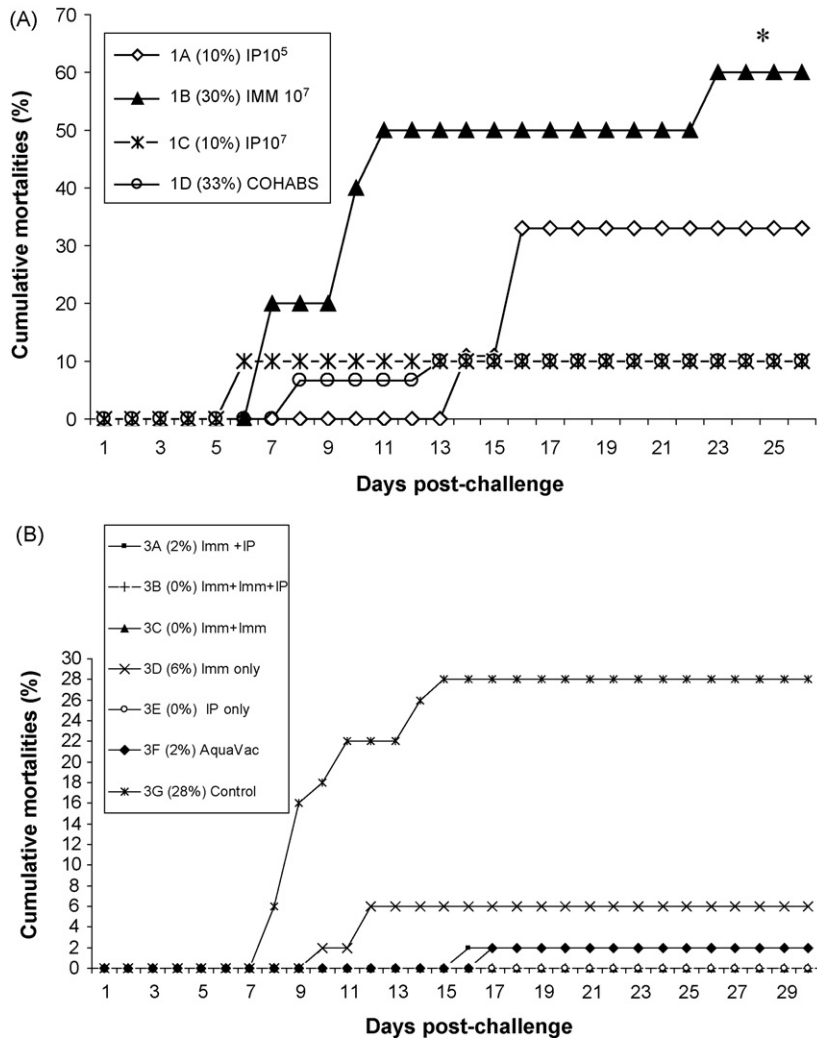 (A)
1A (10%) IP10⁵
1B (30%) IMM 10⁷
1C (10%) IP10⁷
1D (33%) COHABS
*
70
60
50
40
30
20
10
0
Cumulative mortalities (%)
1 3 5 7 9 11 13 15 17 19 21 23 25
Days post-challenge
(B)
3A (2%) Imm +IP
3B (0%) Imm+Imm+IP
3C (0%) Imm+Imm
3D (6%) Imm only
3E (0%) IP only
3F (2%) AquaVac
3G (28%) Control
30
28
26
24
22
20
18
16
14
12
10
8
6
4
2
0
Cumulative mortalities (%)
1 3 5 7 9 11 13 15 17 19 21 23 25 27 29
Days post-challenge